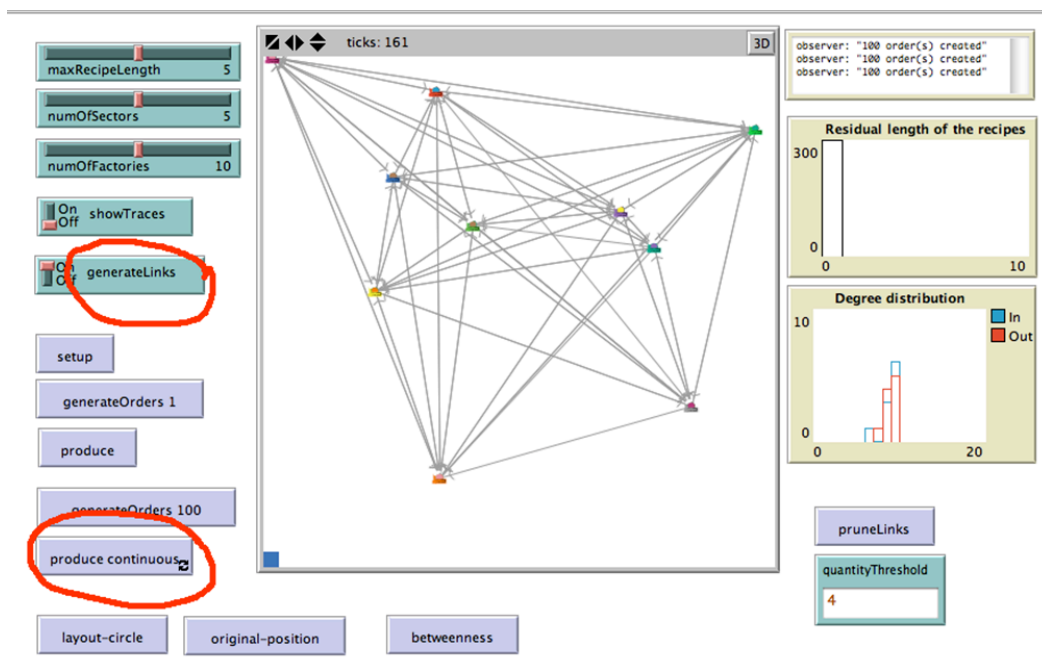 maxRecipeLength 5
numOfSectors 5
numOfFactories 10
On
Off
showTraces
On
Off
generateLinks
setup
generateOrders 1
produce
generateOrders 100
produce continuous
layout-circle
original-position
betweenness
ticks: 161
3D
observer: "100 order(s) created"
observer: "100 order(s) created"
observer: "100 order(s) created"
Residual length of the recipes
300
0
0
10
Degree distribution
10
0
0
20
In
Out
pruneLinks
quantityThreshold
4